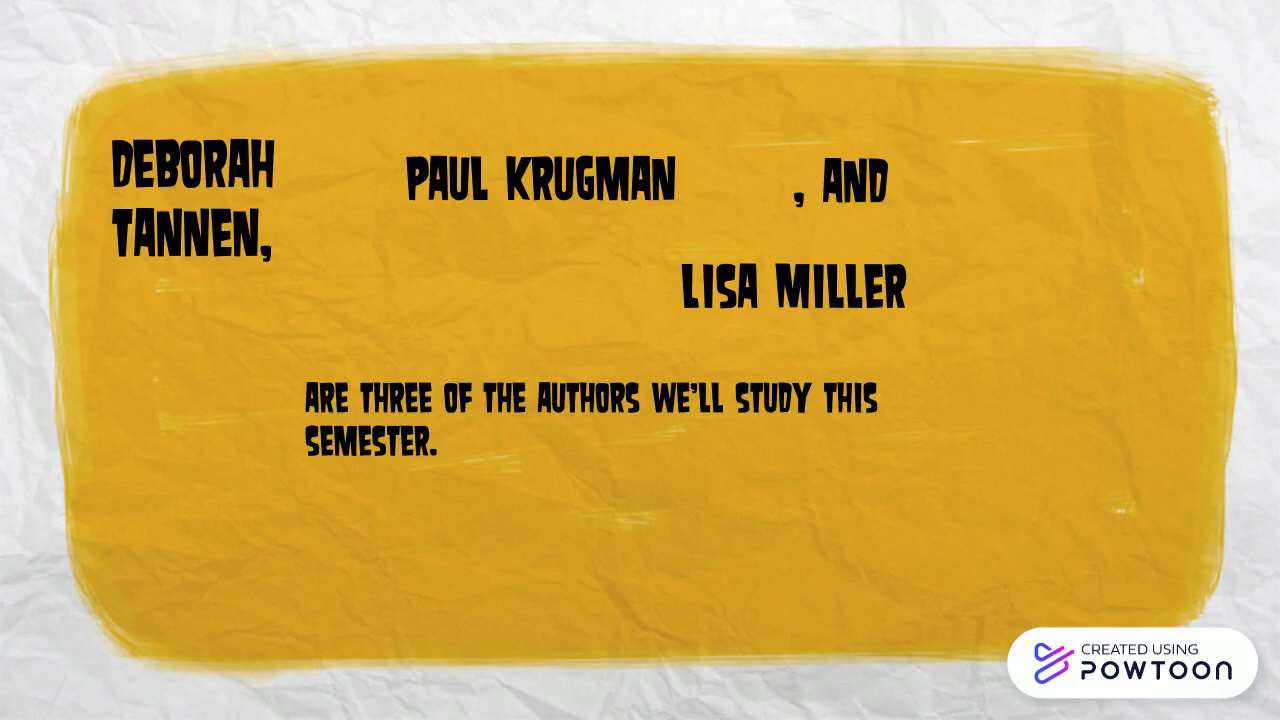 DEBORAH
TANNEN,
PAUL KRUGMAN , AND
LISA MILLER
ARE THREE OF THE AUTHORS WE'LL STUDY THIS
SEMESTER.
CREATED USING
POWTOON